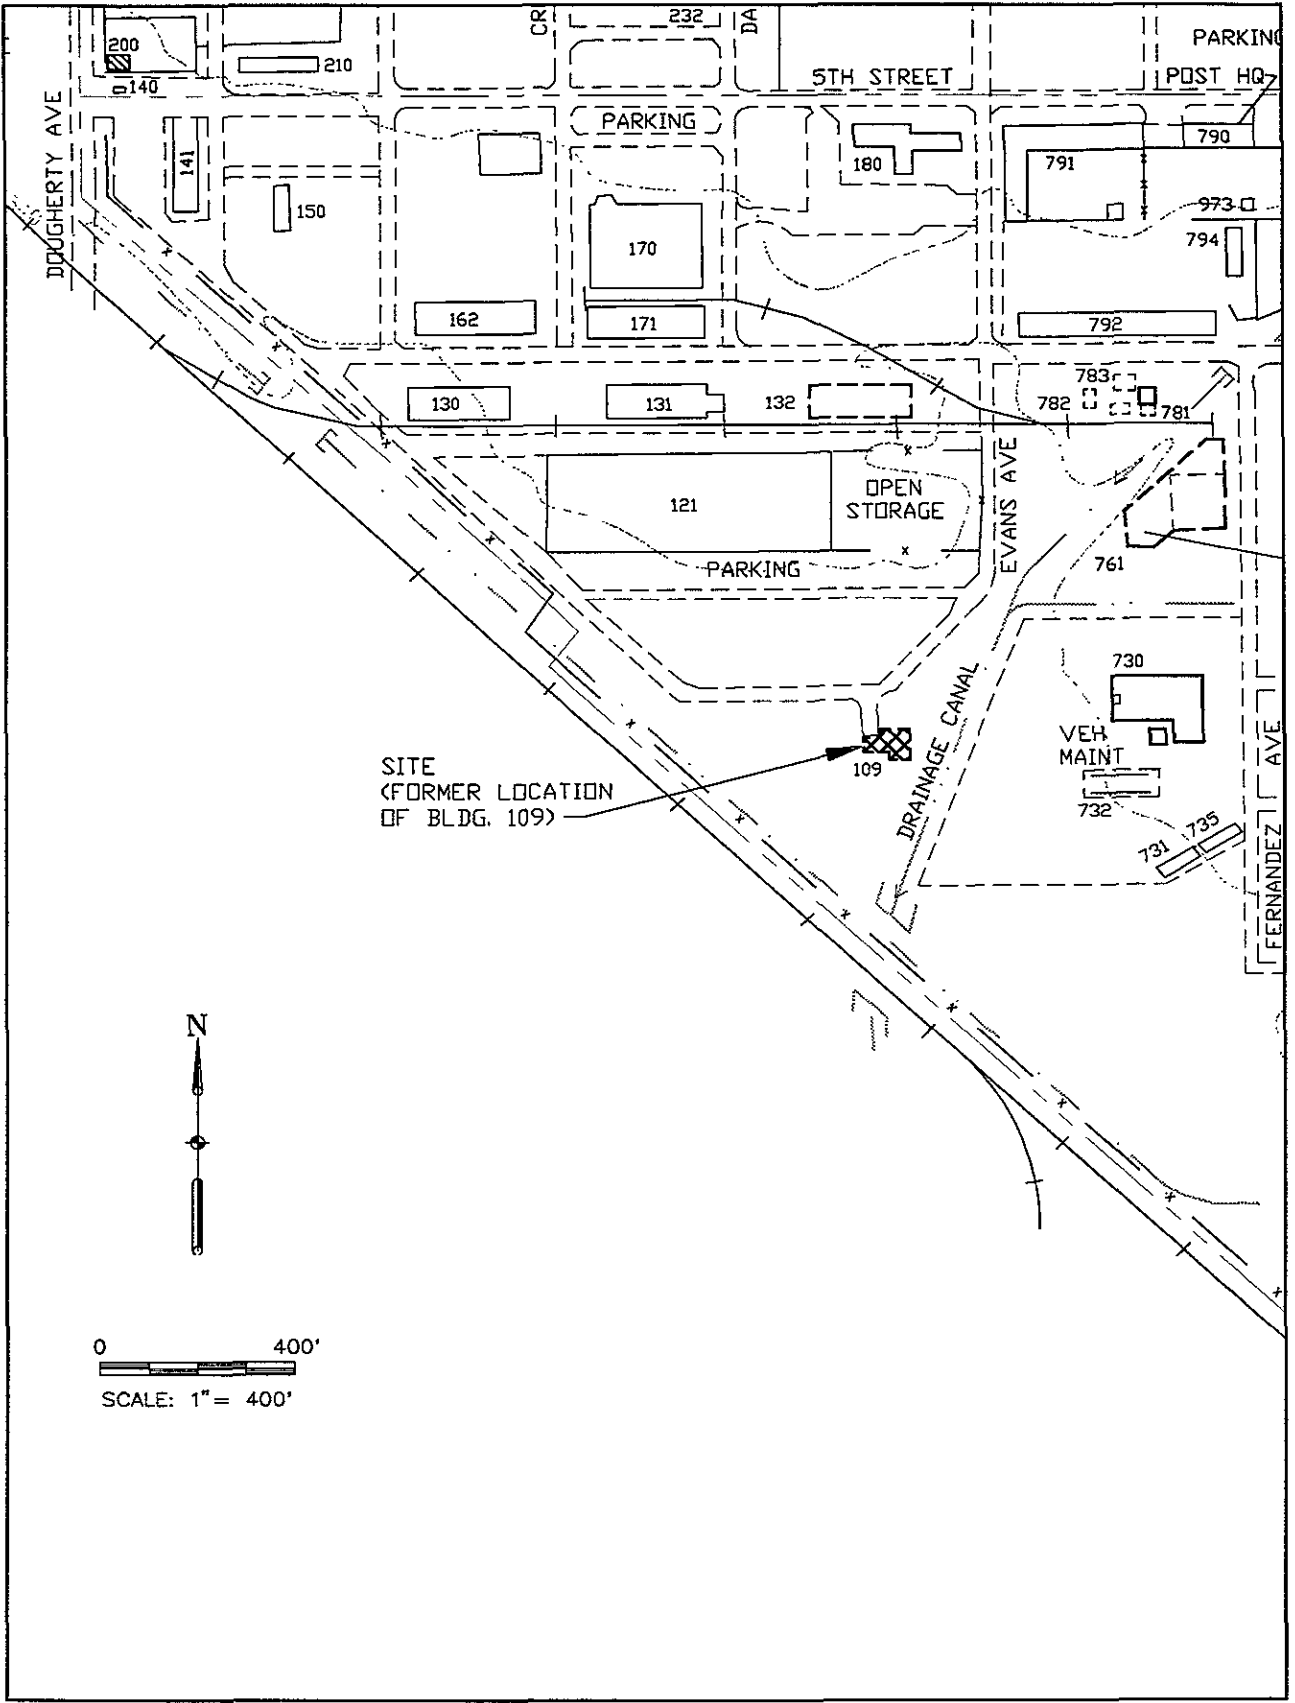 CR
232
DA
PARKING
200
210
140
5TH STREET
POST HQ
DOUGHERTY AVE
141
150
PARKING
180
791
790
973
794
170
162
171
792
130
131
132
783
782
781
121
OPEN
STORAGE
EVANS AVE
761
PARKING
730
VEH
MAINT
732
731
735
DRAINAGE CANAL
FERNANDEZ AVE
SITE
(FORMER LOCATION
OF BLDG. 109)
109
N
0 400'
SCALE: 1" = 400'